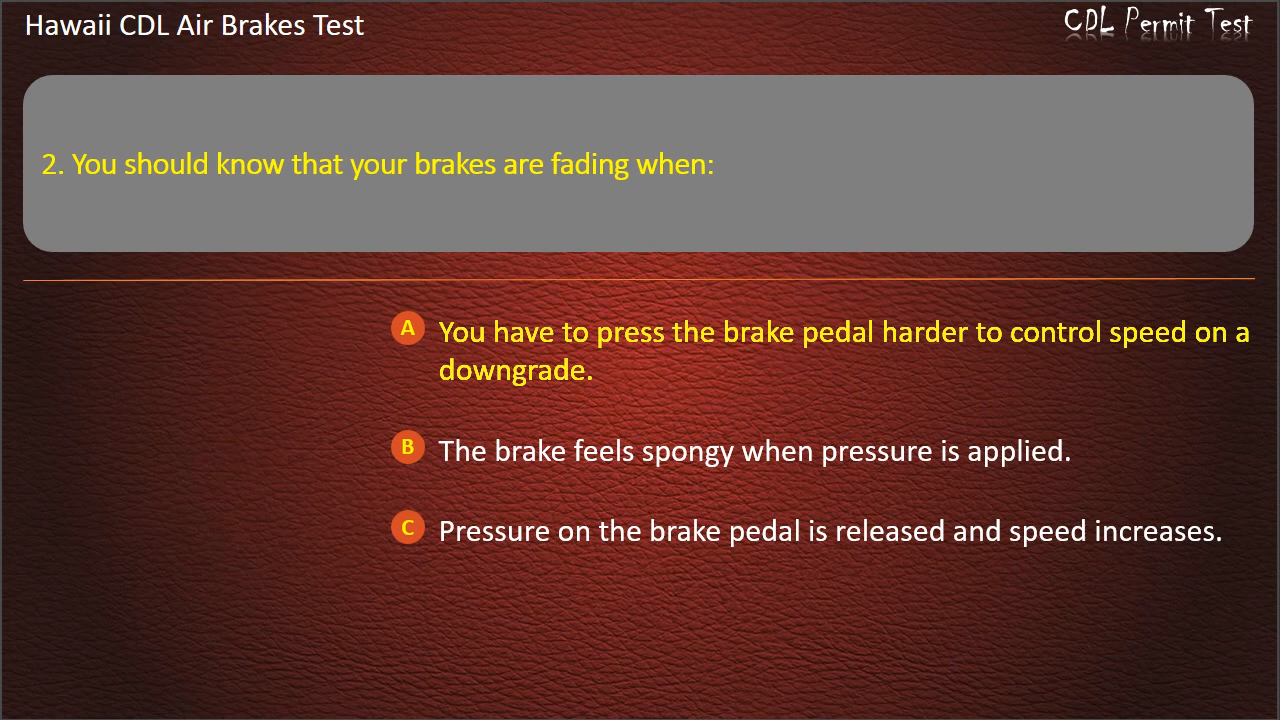 Hawaii CDL Air Brakes Test
CDL Permit Test
2. You should know that your brakes are fading when:
A You have to press the brake pedal harder to control speed on a
downgrade.
B The brake feels spongy when pressure is applied.
C Pressure on the brake pedal is released and speed increases.